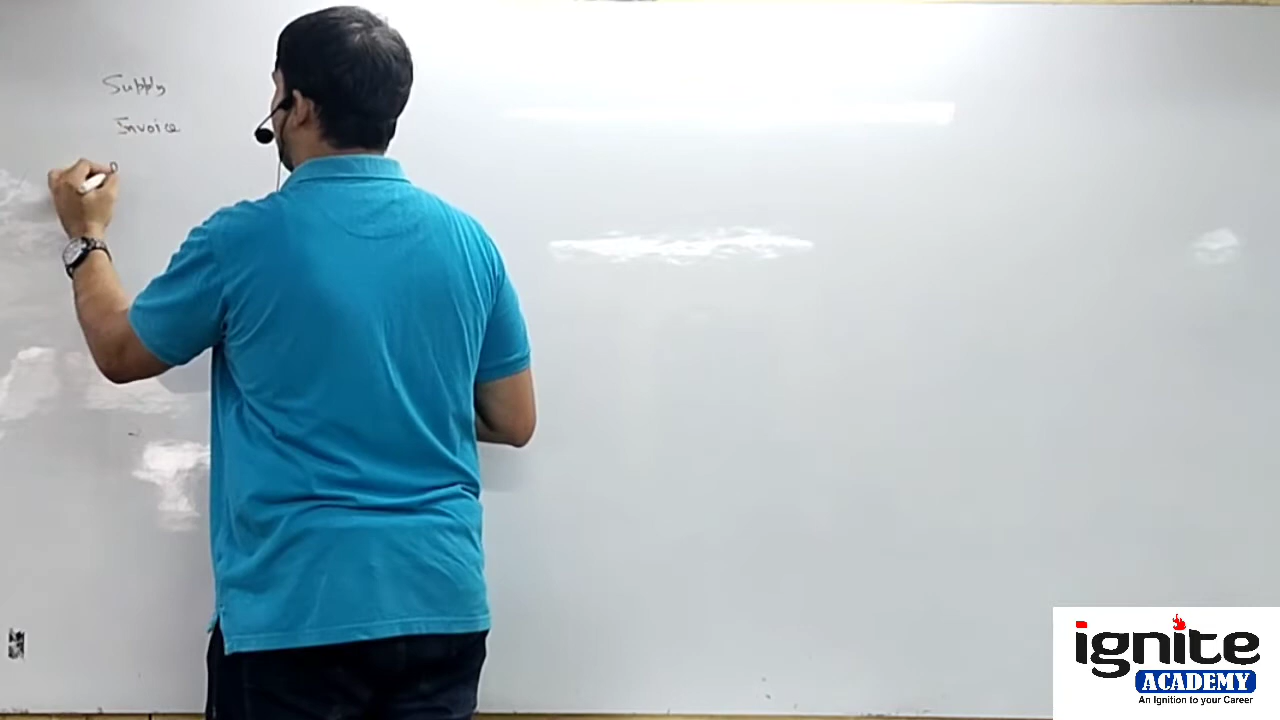 Supply
Invoice
ignite
ACADEMY
An Ignition to your Career